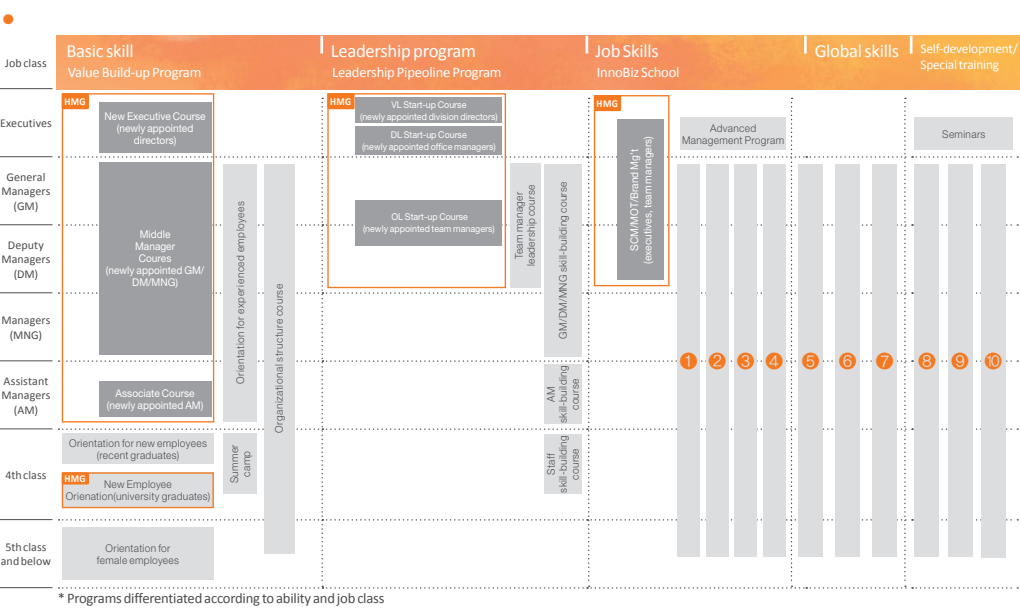 Job class
Basic skill
Value Build-up Program
Leadership program
Leadership Pipeoline Program
Job Skills
InnoBiz School
Global skills
Self-development/
Special training
Executives
General
Managers
(GM)
Deputy
Managers
(DM)
Managers
(MNG)
Assistant
Managers
(AM)
4th class
5th class
and below
HMG
New Executive Course
(newly appointed
directors)
Middle
Manager
Coures
(newly appointed GM/
DM/MNG)
Associate Course
(newly appointed AM)
Orientation for new employees
(recent graduates)
HMG
New Employee
Orienation(university graduates)
Orientation for
female employees
Orientation for experienced employees
Summer
camp
Organizational structure course
HMG
VL Start-up Course
(newly appointed division directors)
DL Start-up Course
(newly appointed office managers)
OL Start-up Course
(newly appointed team managers)
Team manager
leadership course
GM/DM/MNG skill-building course
AM
skill-building
course
Staff
skill-building
course
HMG
SCM/MOT/Brand Mg't
(executives, team managers)
Advanced
Management Program
Seminars
1
2
3
4
5
6
7
8
9
10
* Programs differentiated according to ability and job class